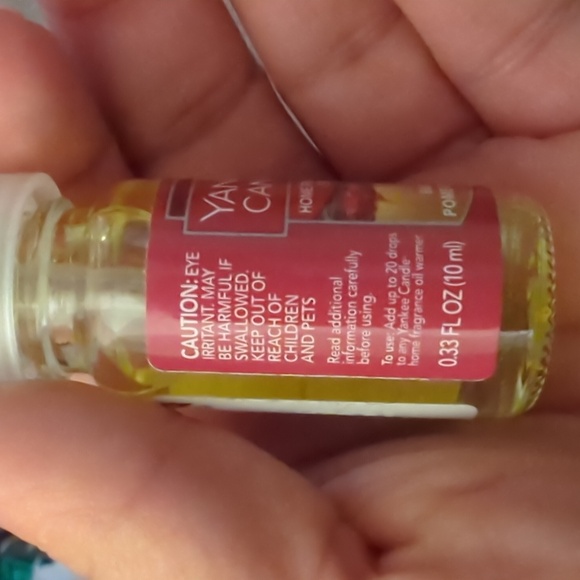 YAN
CAN
HOME
POM
CAUTION: EYE
IRRITANT. MAY
BE HARMFUL IF
SWALLOWED.
KEEP OUT OF
REACH OF
CHILDREN
AND PETS
Read additional
information carefully
before using.
To use: Add up to 20 drops
to any Yankee Candle
home fragrance oil warmer
0.33 FL OZ (10 ml)